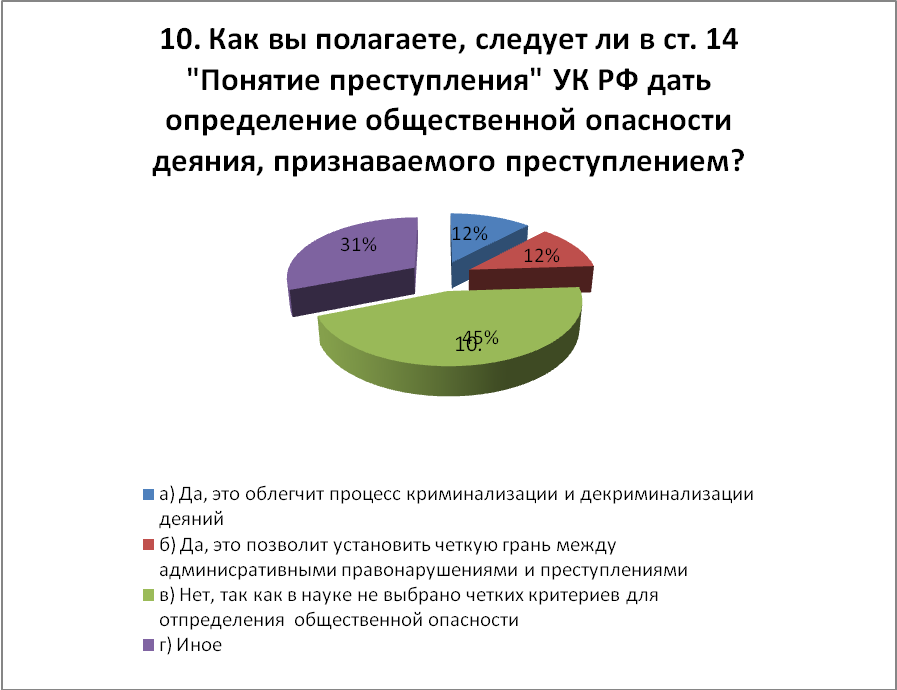 10. Как вы полагаете, следует ли в ст. 14
"Понятие преступления" УК РФ дать
определение общественной опасности
деяния, признаваемого преступлением?
31%
12%
12%
45%
10.
а) Да, это облегчит процесс криминализации и декриминализации
деяний
б) Да, это позволит установить четкую грань между
админисративными правонарушениями и преступлениями
в) Нет, так как в науке не выбрано четких критериев для
отпределения общественной опасности
г) Иное